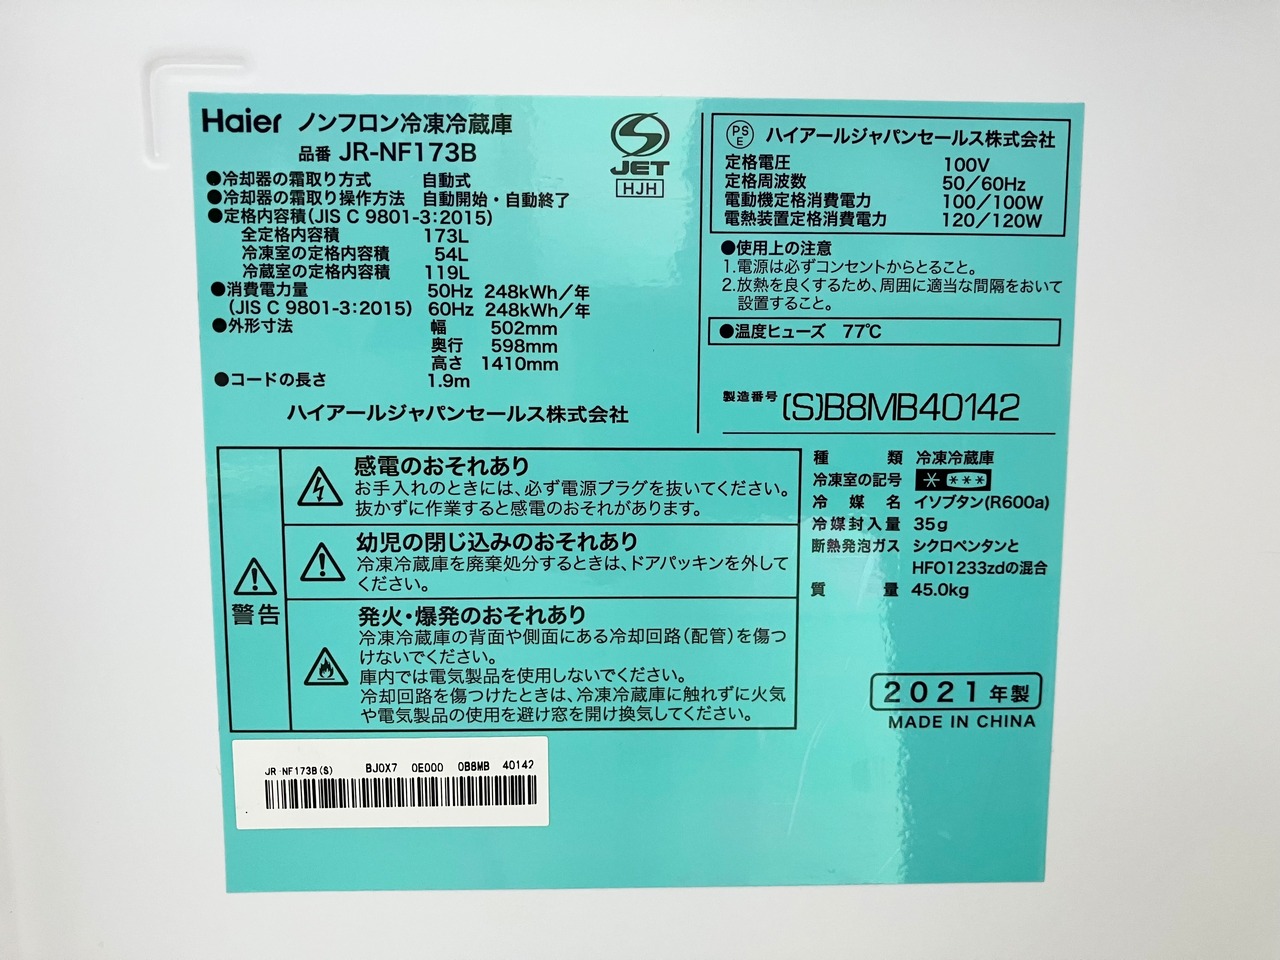 Haier ノンフロン冷凍冷蔵庫
品番 JR-NF173B
●冷却器の霜取り方式 自動式
●冷却器の霜取り操作方法 自動開始・自動終了
●定格内容積(JIS C 9801-3:2015)
全定格内容積 173L
冷凍室の定格内容積 54L
冷蔵室の定格内容積 119L
●消費電力量 50Hz 248kWh/年
(JIS C 9801-3:2015) 60Hz 248kWh/年
●外形寸法 幅 502mm
奥行 598mm
高さ 1410mm
●コードの長さ 1.9m
ハイアールジャパンセールス株式会社
S
JET
HJH
PS
E
ハイアールジャパンセールス株式会社
定格電圧 100V
定格周波数 50/60Hz
電動機定格消費電力 100/100W
電熱装置定格消費電力 120/120W
●使用上の注意
1.電源は必ずコンセントからとること。
2.放熱を良くするため、周囲に適当な間隔をおいて
設置すること。
●温度ヒューズ 77℃
製造番号 (S)B8MB40142
警告
感電のおそれあり
お手入れのときには、必ず電源プラグを抜いてください。
抜かずに作業すると感電のおそれがあります。
幼児の閉じ込みのおそれあり
冷凍冷蔵庫を廃棄処分するときは、ドアパッキンを外して
ください。
発火・爆発のおそれあり
冷凍冷蔵庫の背面や側面にある冷却回路(配管)を傷つ
けないでください。
庫内では電気製品を使用しないでください。
冷却回路を傷つけたときは、冷凍冷蔵庫に触れずに火気
や電気製品の使用を避け窓を開け換気してください。
種類 冷凍冷蔵庫
冷凍室の記号 * ***
冷媒名 イソブタン(R600a)
冷媒封入量 35g
断熱発泡ガス シクロペンタンと
HFO1233zdの混合
質量 45.0kg
2021年製
MADE IN CHINA
JR-NF173B(S) BJ0X7 0E000 0B8MB 40142